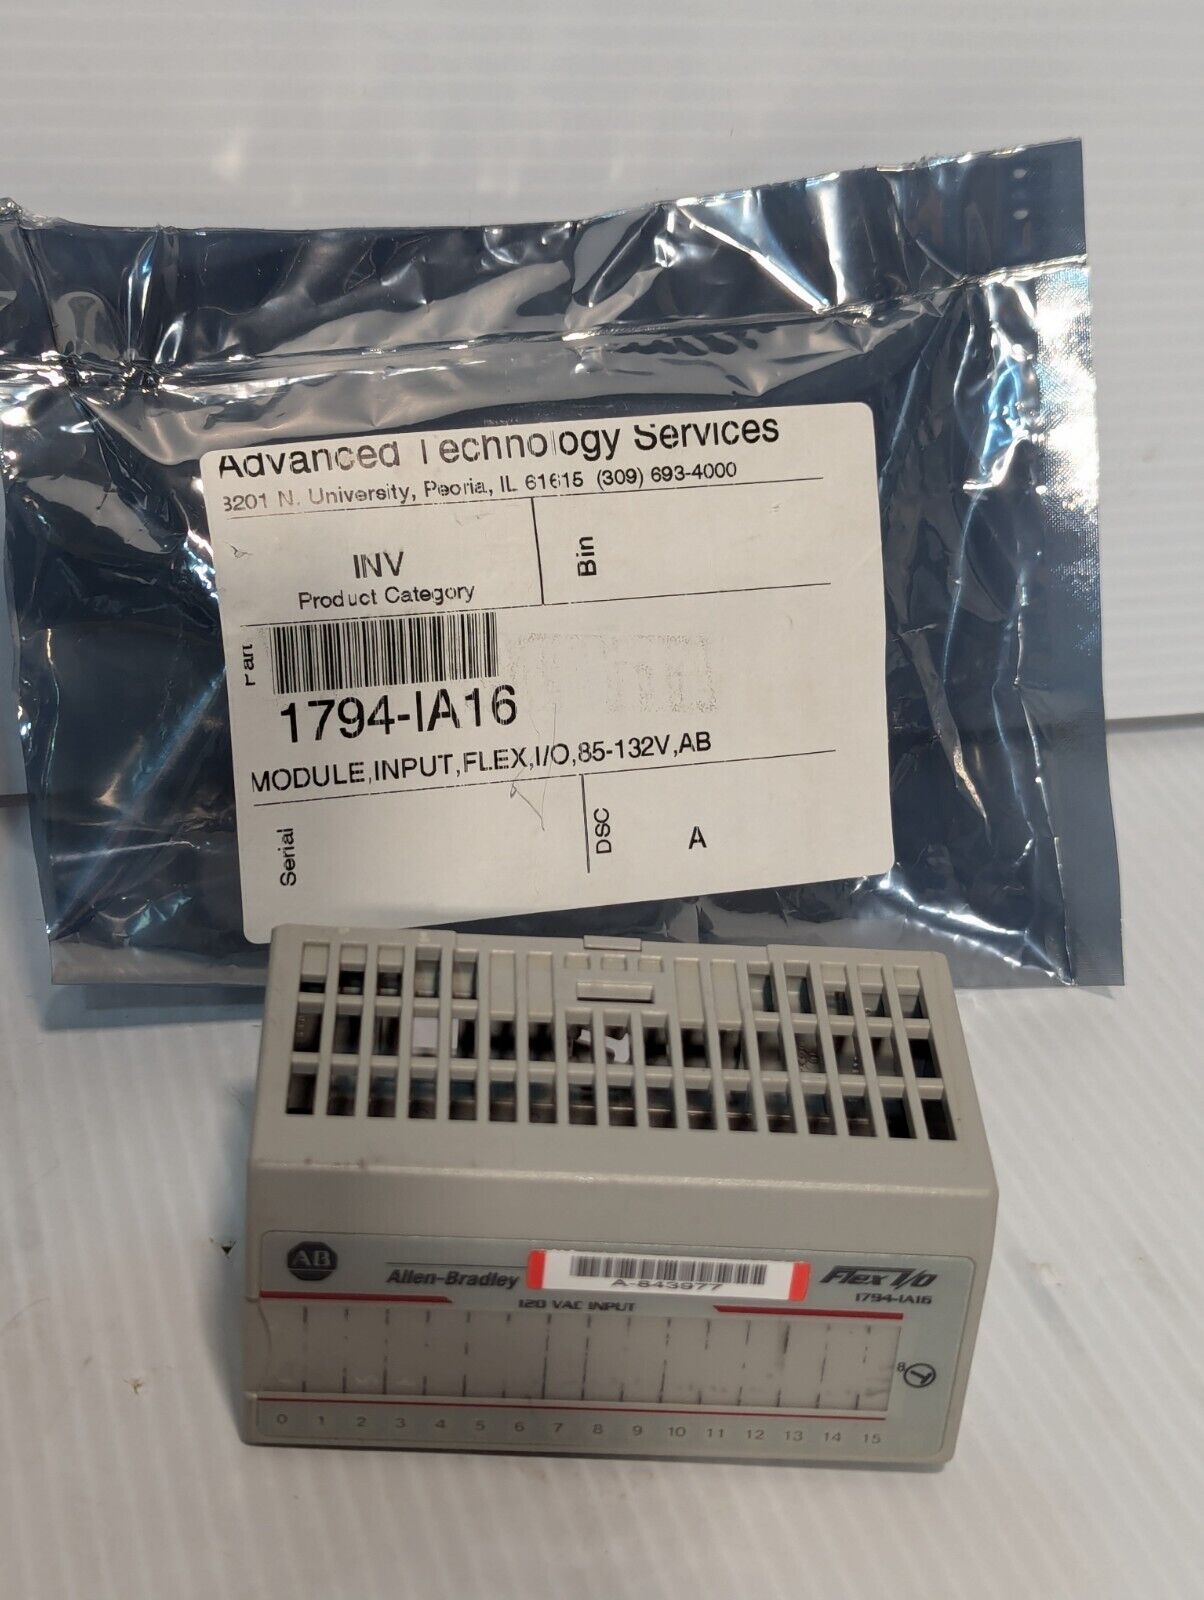 Advanced Technology Services
3201 N. University, Peoria, IL 61615 (309) 693-4000
INV
Product Category
Bin
Part
1794-IA16
MODULE,INPUT,FLEX,I/O,85-132V,AB
Serial
DSC
A
AB
Allen-Bradley
A-843977
Flex I/O
1794-IA16
120 VAC INPUT
8
0 1 2 3 4 5 6 7 8 9 10 11 12 13 14 15